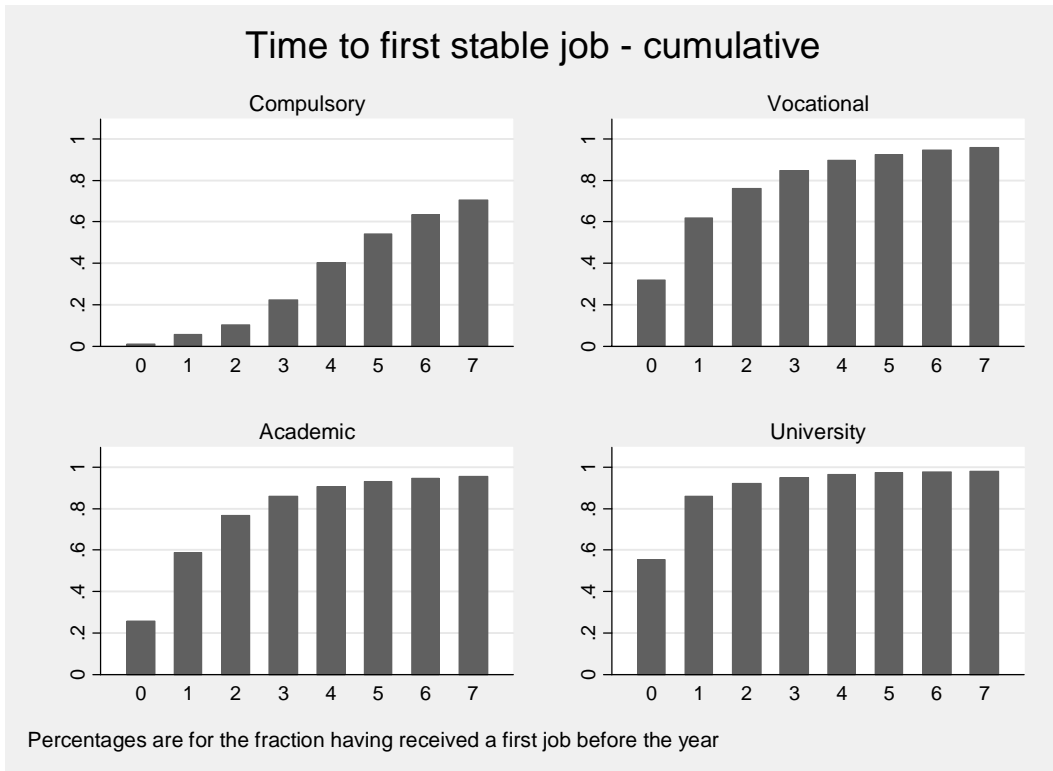 Time to first stable job - cumulative
Compulsory
1
.8
.6
.4
.2
0
0 1 2 3 4 5 6 7
Vocational
1
.8
.6
.4
.2
0
0 1 2 3 4 5 6 7
Academic
1
.8
.6
.4
.2
0
0 1 2 3 4 5 6 7
University
1
.8
.6
.4
.2
0
0 1 2 3 4 5 6 7
Percentages are for the fraction having received a first job before the year